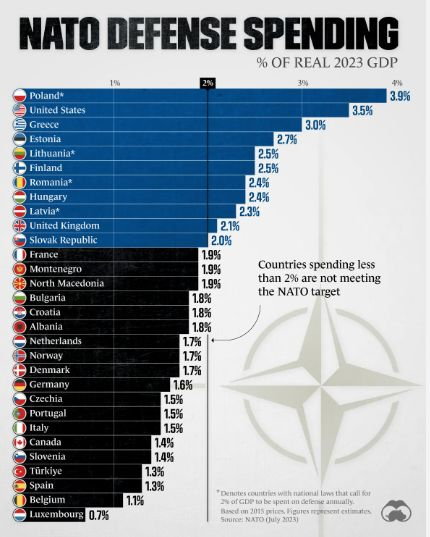 NATO DEFENSE SPENDING
% OF REAL 2023 GDP
1% 2% 3% 4%
Poland* 3.9%
United States 3.5%
Greece 3.0%
Estonia 2.7%
Lithuania* 2.5%
Finland 2.5%
Romania* 2.4%
Hungary 2.4%
Latvia* 2.3%
United Kingdom 2.1%
Slovak Republic 2.0%
France 1.9%
Montenegro 1.9%
North Macedonia 1.9%
Bulgaria 1.8%
Croatia 1.8%
Albania 1.8%
Netherlands 1.7%
Norway 1.7%
Denmark 1.7%
Germany 1.6%
Czechia 1.5%
Portugal 1.5%
Italy 1.5%
Canada 1.4%
Slovenia 1.4%
Türkiye 1.3%
Spain 1.3%
Belgium 1.1%
Luxembourg 0.7%
Countries spending less
than 2% are not meeting
the NATO target
*Denotes countries with national laws that call for
2% of GDP to be spent on defense annually.
Based on 2015 prices. Figures represent estimates.
Source: NATO (July 2023)